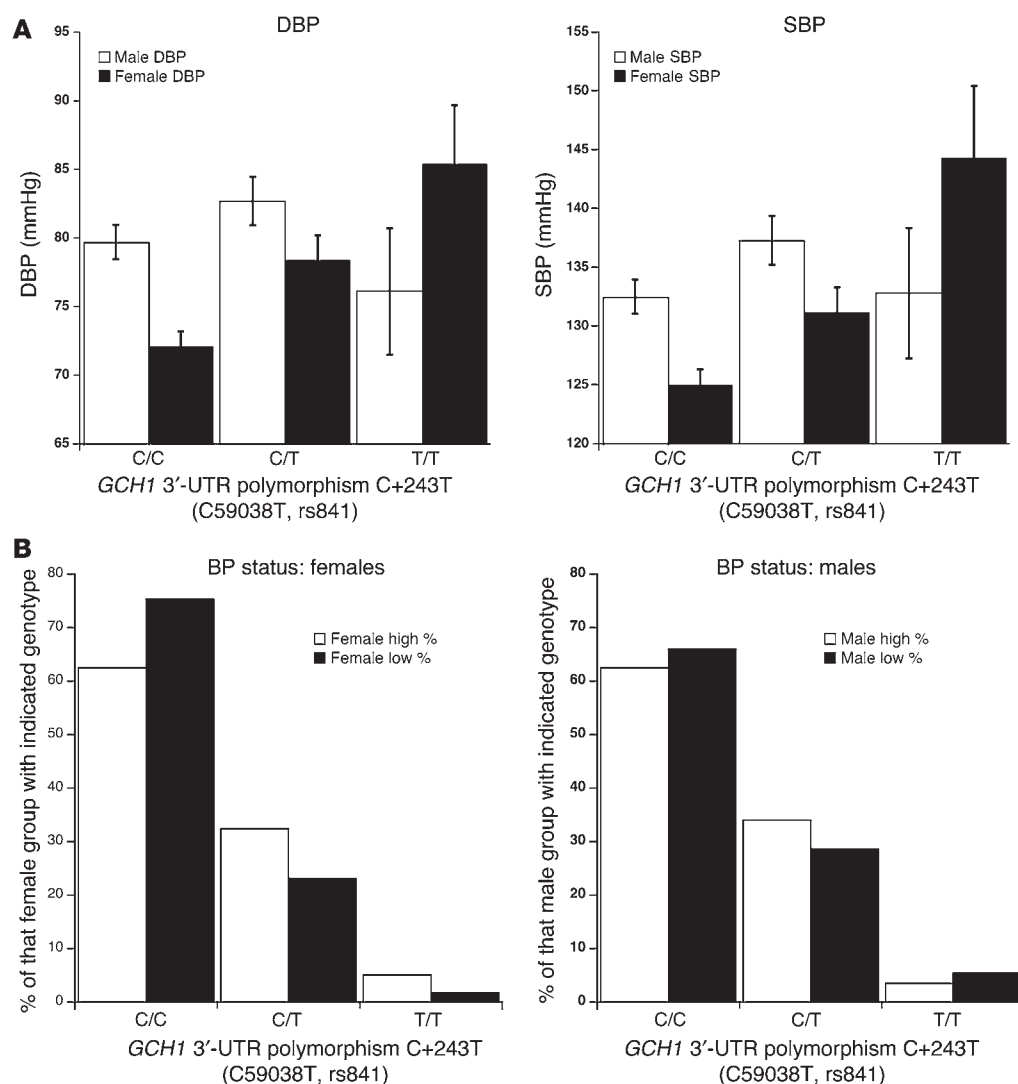 A
DBP
Male DBP
Female DBP
DBP (mmHg)
95
90
85
80
75
70
65
C/C C/T T/T
GCH1 3′-UTR polymorphism C+243T
(C59038T, rs841)
SBP
Male SBP
Female SBP
SBP (mmHg)
155
150
145
140
135
130
125
120
C/C C/T T/T
GCH1 3′-UTR polymorphism C+243T
(C59038T, rs841)
B
BP status: females
Female high %
Female low %
% of that female group with indicated genotype
80
70
60
50
40
30
20
10
0
C/C C/T T/T
GCH1 3′-UTR polymorphism C+243T
(C59038T, rs841)
BP status: males
Male high %
Male low %
% of that male group with indicated genotype
80
70
60
50
40
30
20
10
0
C/C C/T T/T
GCH1 3′-UTR polymorphism C+243T
(C59038T, rs841)